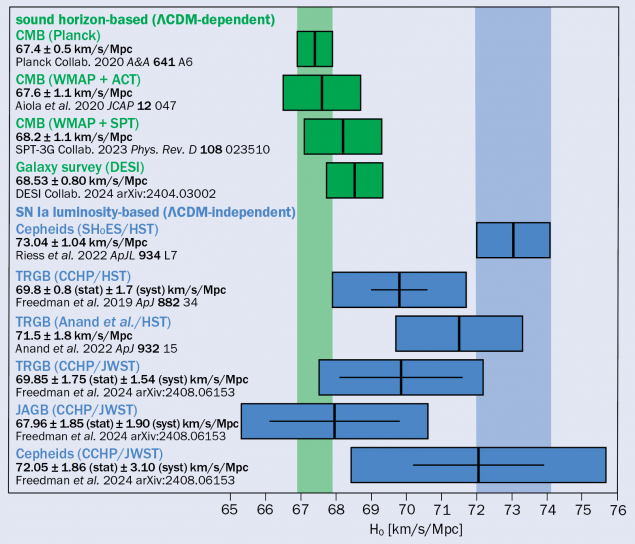 sound horizon-based (ΛCDM-dependent)
CMB (Planck)
67.4 ± 0.5 km/s/Mpc
Planck Collab. 2020 A&A 641 A6
CMB (WMAP + ACT)
67.6 ± 1.1 km/s/Mpc
Aiola et al. 2020 JCAP 12 047
CMB (WMAP + SPT)
68.2 ± 1.1 km/s/Mpc
SPT-3G Collab. 2023 Phys. Rev. D 108 023510
Galaxy survey (DESI)
68.53 ± 0.80 km/s/Mpc
DESI Collab. 2024 arXiv:2404.03002
SN Ia luminosity-based (ΛCDM-independent)
Cepheids (SH₀ES/HST)
73.04 ± 1.04 km/s/Mpc
Riess et al. 2022 ApJL 934 L7
TRGB (CCHP/HST)
69.8 ± 0.8 (stat) ± 1.7 (syst) km/s/Mpc
Freedman et al. 2019 ApJ 882 34
TRGB (Anand et al./HST)
71.5 ± 1.8 km/s/Mpc
Anand et al. 2022 ApJ 932 15
TRGB (CCHP/JWST)
69.85 ± 1.75 (stat) ± 1.54 (syst) km/s/Mpc
Freedman et al. 2024 arXiv:2408.06153
JAGB (CCHP/JWST)
67.96 ± 1.85 (stat) ± 1.90 (syst) km/s/Mpc
Freedman et al. 2024 arXiv:2408.06153
Cepheids (CCHP/JWST)
72.05 ± 1.86 (stat) ± 3.10 (syst) km/s/Mpc
Freedman et al. 2024 arXiv:2408.06153
65 66 67 68 69 70 71 72 73 74 75 76
H₀ [km/s/Mpc]